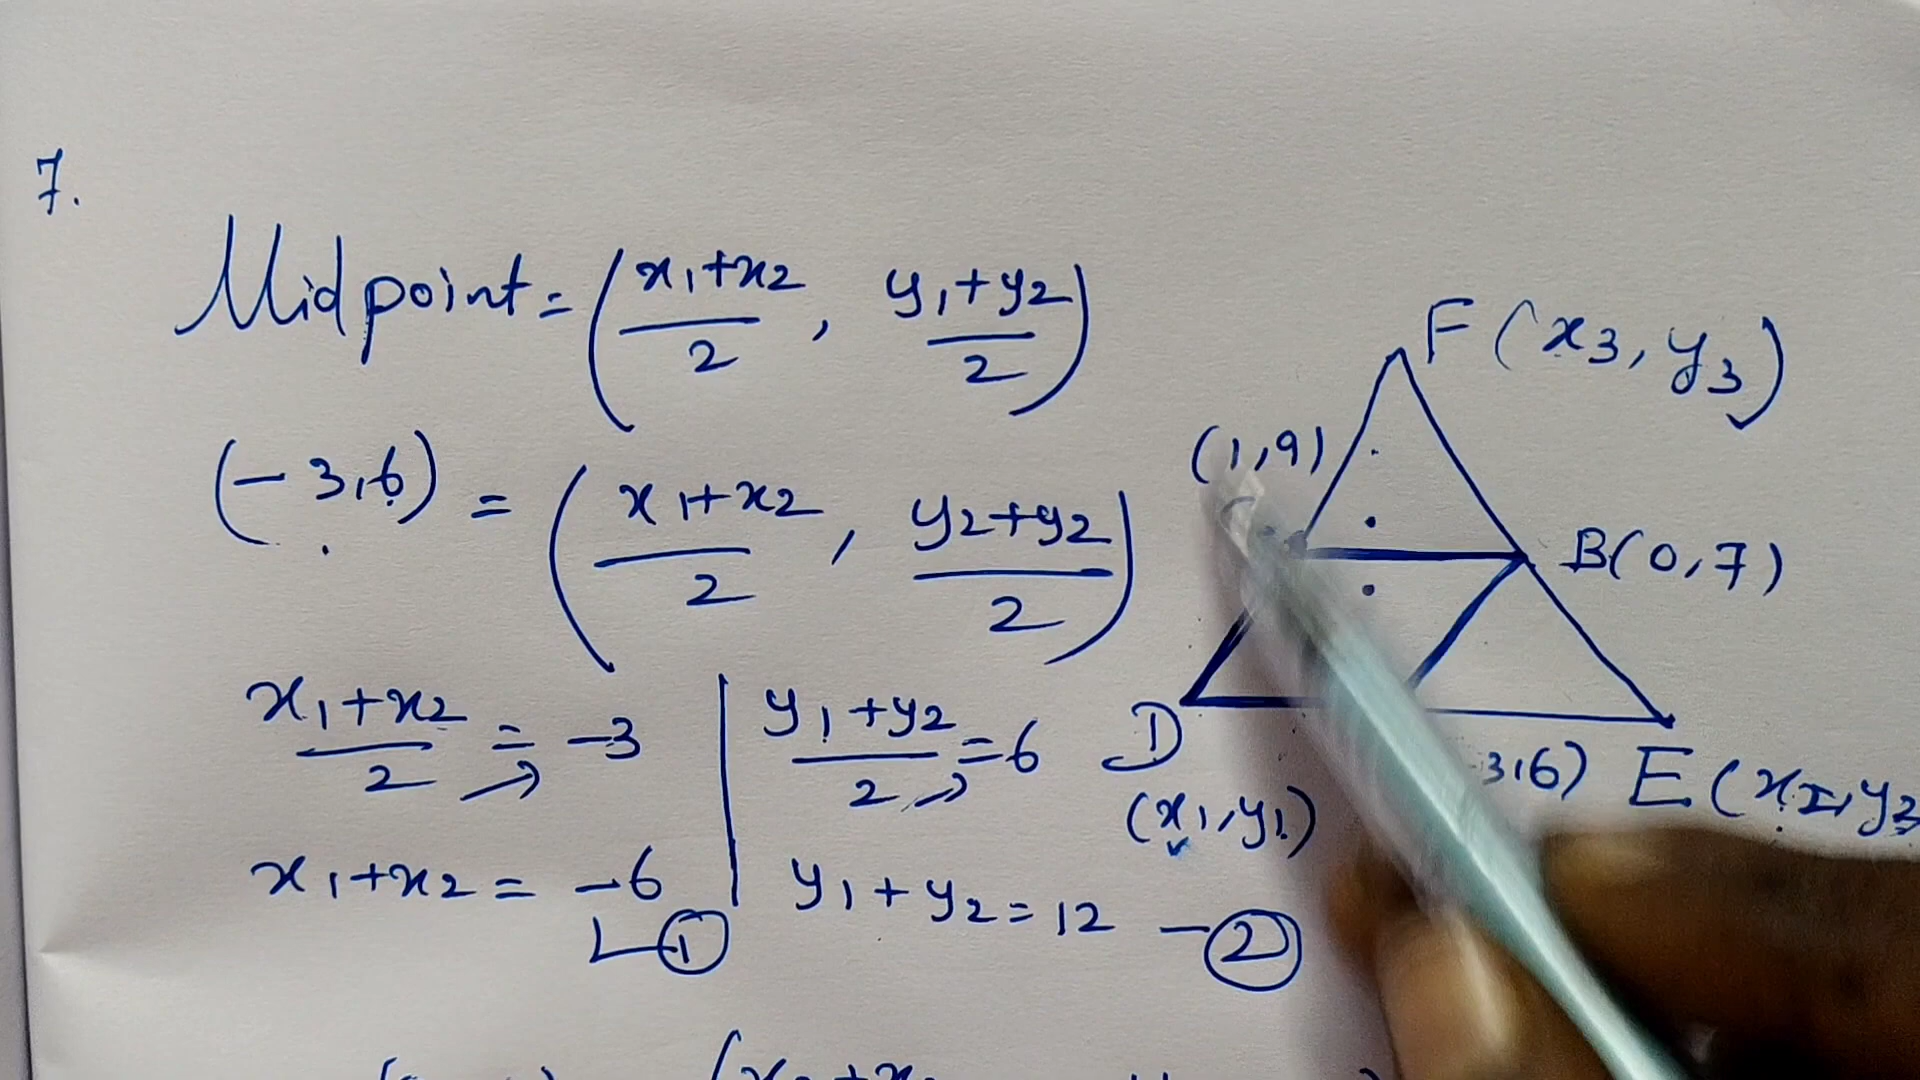 7.
Midpoint = (x1+x2/2, y1+y2/2)
(-3,6) = (x1+x2/2, y2+y2/2)
x1+x2/2 = -3 | y1+y2/2 = 6
x1+x2 = -6 | y1+y2 = 12 - 2
1
F(x3, y3)
(1,9)
B(0,7)
D
(x1,y1)
3,6)
E(x2,y2